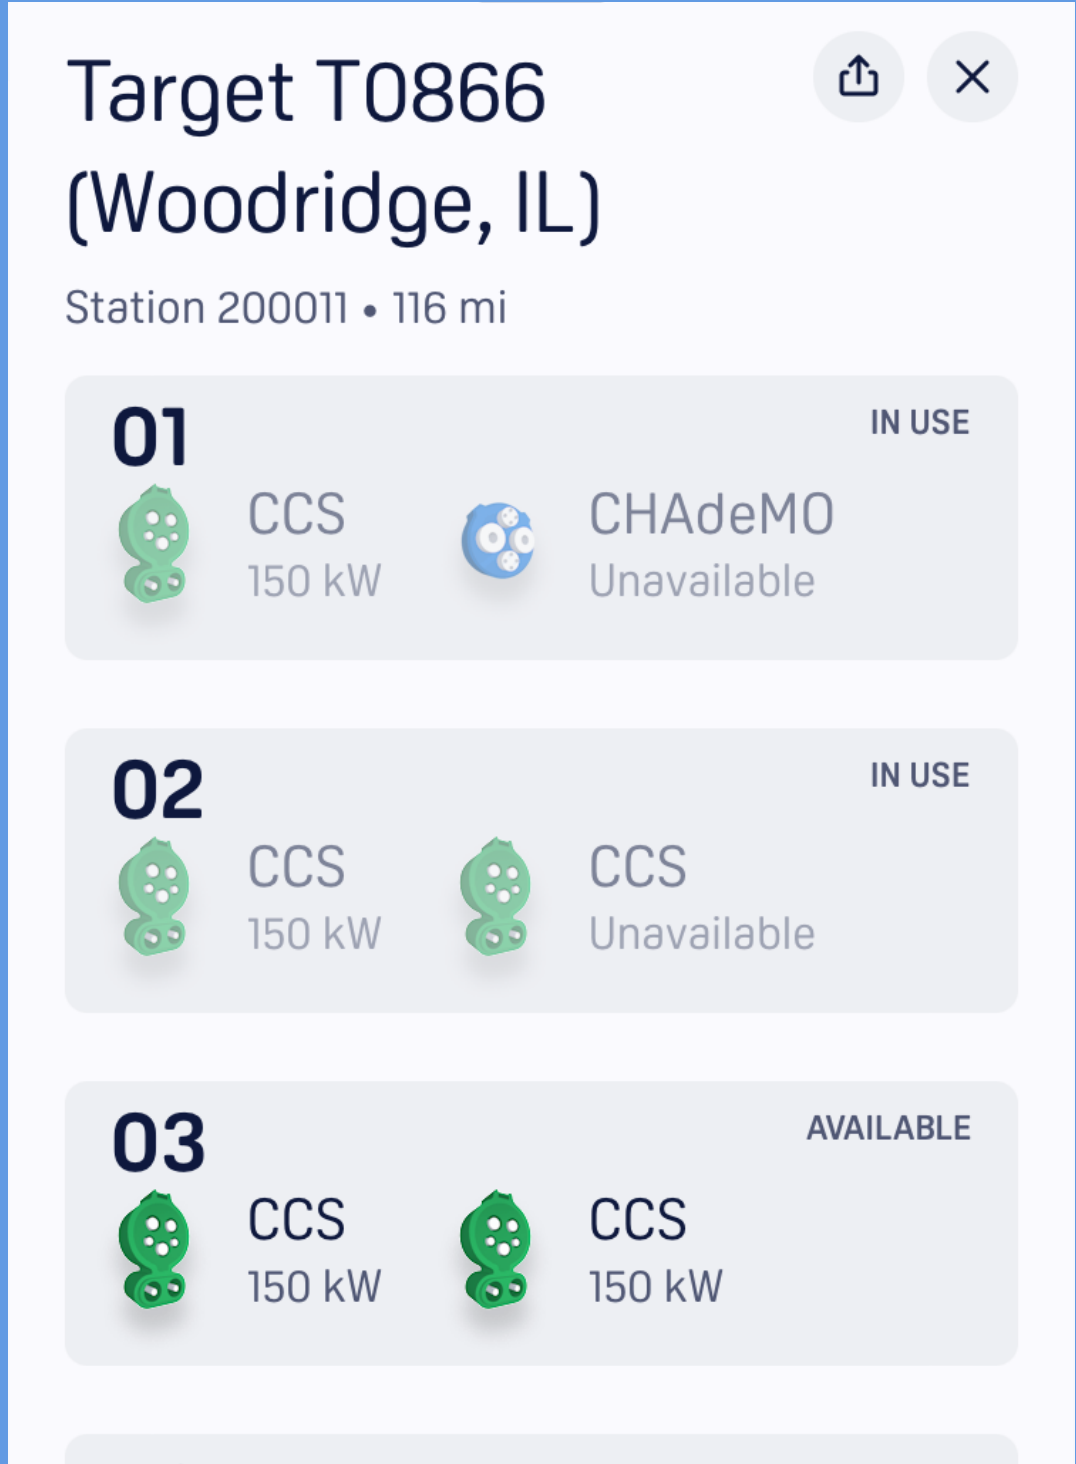 Target T0866
(Woodridge, IL)
Station 200011 • 116 mi
01
IN USE
CCS
150 kW
CHAdeMO
Unavailable
02
IN USE
CCS
150 kW
CCS
Unavailable
03
AVAILABLE
CCS
150 kW
CCS
150 kW